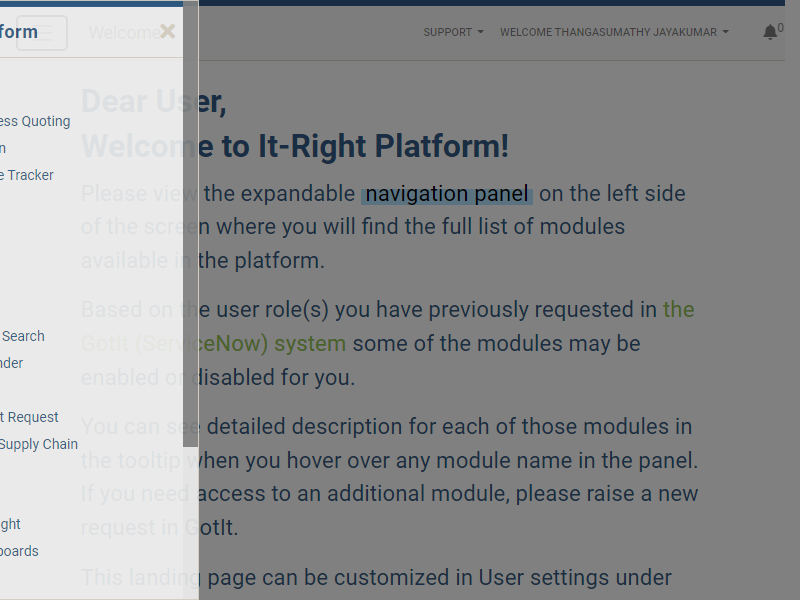 form
Welcome
SUPPORT
WELCOME THANGASUMATHY JAYAKUMAR
0
ess Quoting
n
e Tracker
Search
nder
t Request
Supply Chain
ght
boards
Dear User,
Welcome to It-Right Platform!
Please view the expandable navigation panel on the left side
of the screen where you will find the full list of modules
available in the platform.
Based on the user role(s) you have previously requested in the
GotIt (ServiceNow) system some of the modules may be
enabled or disabled for you.
You can see detailed description for each of those modules in
the tooltip when you hover over any module name in the panel.
If you need access to an additional module, please raise a new
request in GotIt.
This landing page can be customized in User settings under